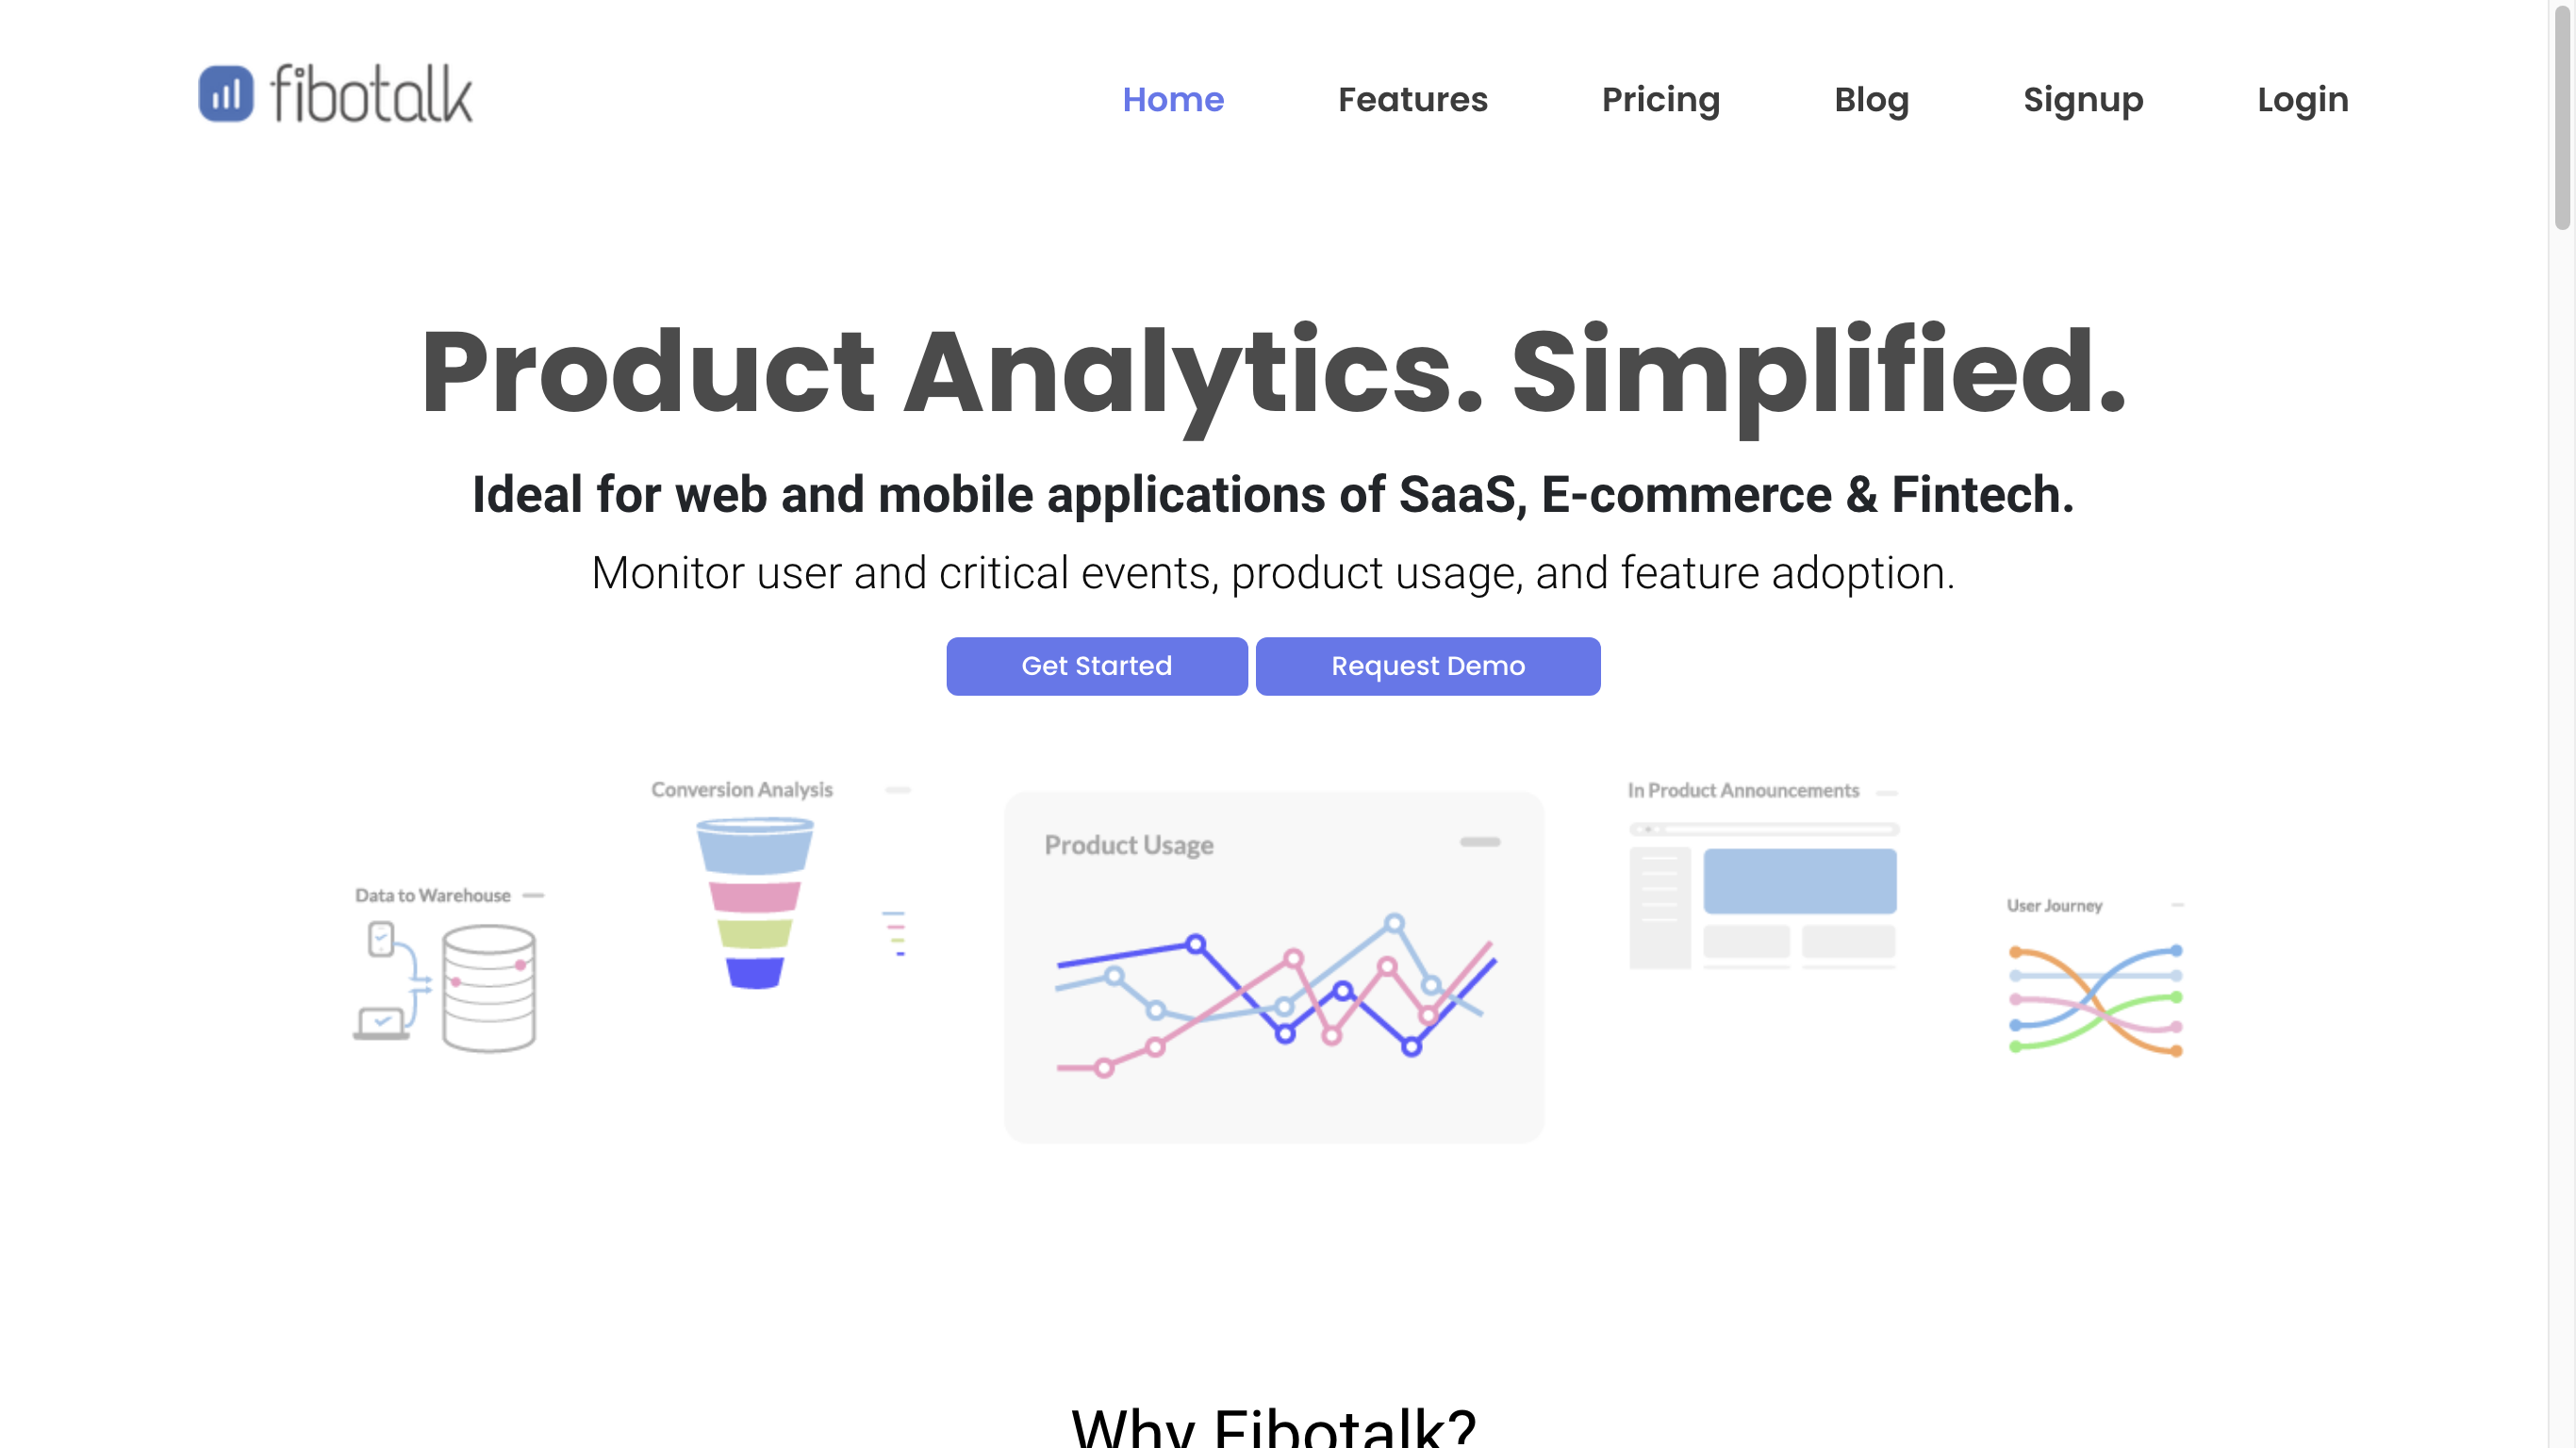 fibotalk
Home Features Pricing Blog Signup Login
Product Analytics. Simplified.
Ideal for web and mobile applications of SaaS, E-commerce & Fintech.
Monitor user and critical events, product usage, and feature adoption.
Get Started Request Demo
Conversion Analysis
In Product Announcements
Product Usage
Data to Warehouse
User Journey
Why Fibotalk?